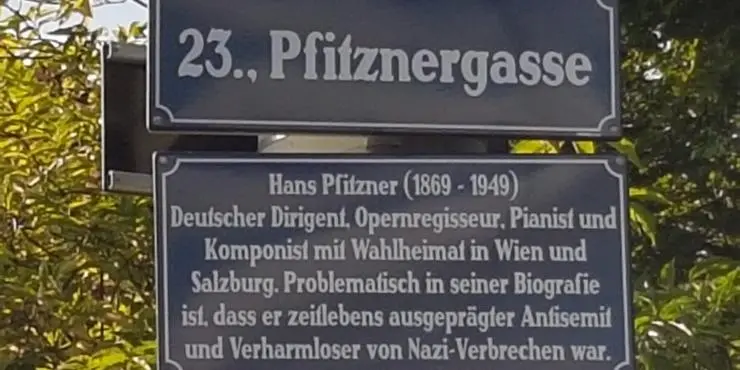 23., Pfitznergasse
Hans Pfitzner (1869 - 1949)
Deutscher Dirigent, Opernregisseur, Pianist und
Komponist mit Wahlheimat in Wien und
Salzburg. Problematisch in seiner Biografie
ist, dass er zeitlebens ausgeprägter Antisemit
und Verharmloser von Nazi-Verbrechen war.